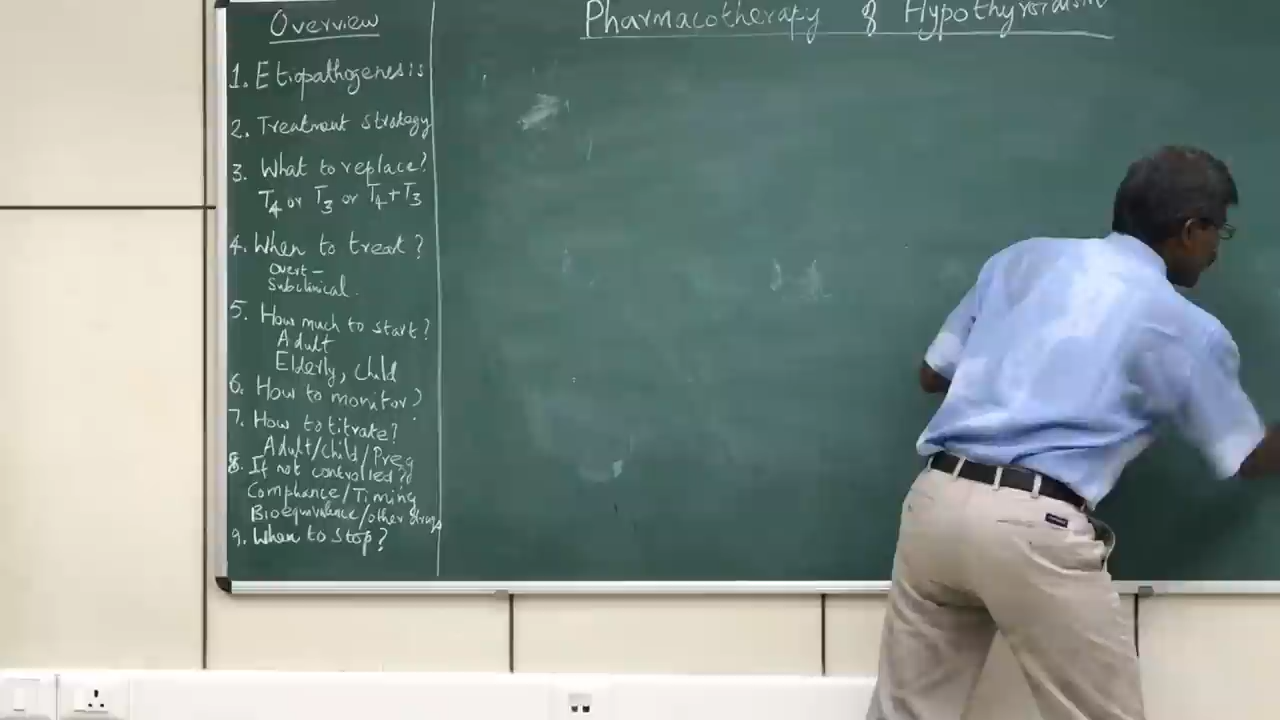 Overview
Pharmacotherapy of Hypothyroidism
1. Etiopathogenesis
2. Treatment strategy
3. What to replace?
T4 or T3 or T4+T3
4. When to treat?
Overt -
Subclinical.
5. How much to start?
Adult
Elderly, child
6. How to monitor?
7. How to titrate?
Adult/child/Preg
8. If not controlled??
Compliance/Timing
Bioequivalence/other drugs
9. When to stop?